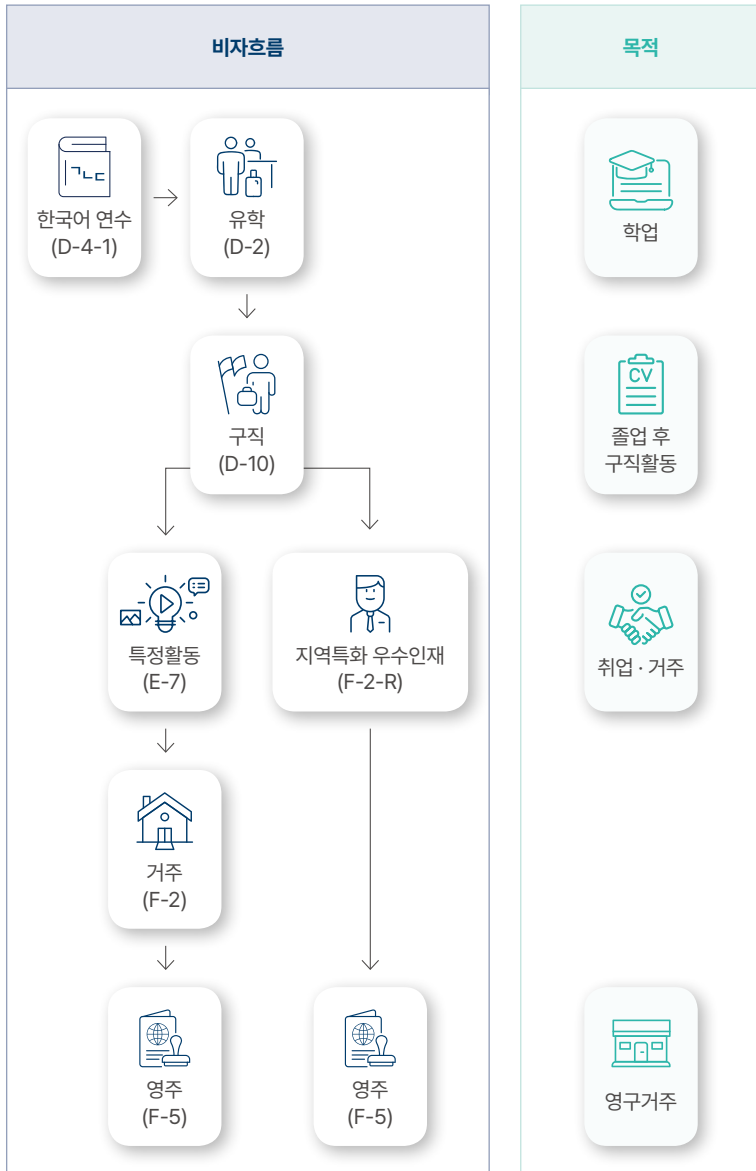 비자흐름
목적
ㄱㄴㄷ
한국어 연수
(D-4-1)
유학
(D-2)
학업
구직
(D-10)
CV
졸업 후
구직활동
특정활동
(E-7)
지역특화 우수인재
(F-2-R)
취업 · 거주
거주
(F-2)
영주
(F-5)
영주
(F-5)
영구거주